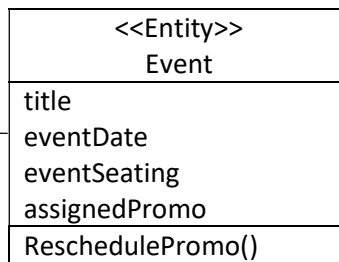 <<Entity>>
Event
title
eventDate
eventSeating
assignedPromo
ReschedulePromo()